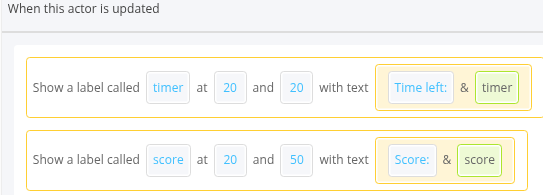 When this actor is updated
Show a label called timer at 20 and 20 with text Time left: & timer
Show a label called score at 20 and 50 with text Score: & score